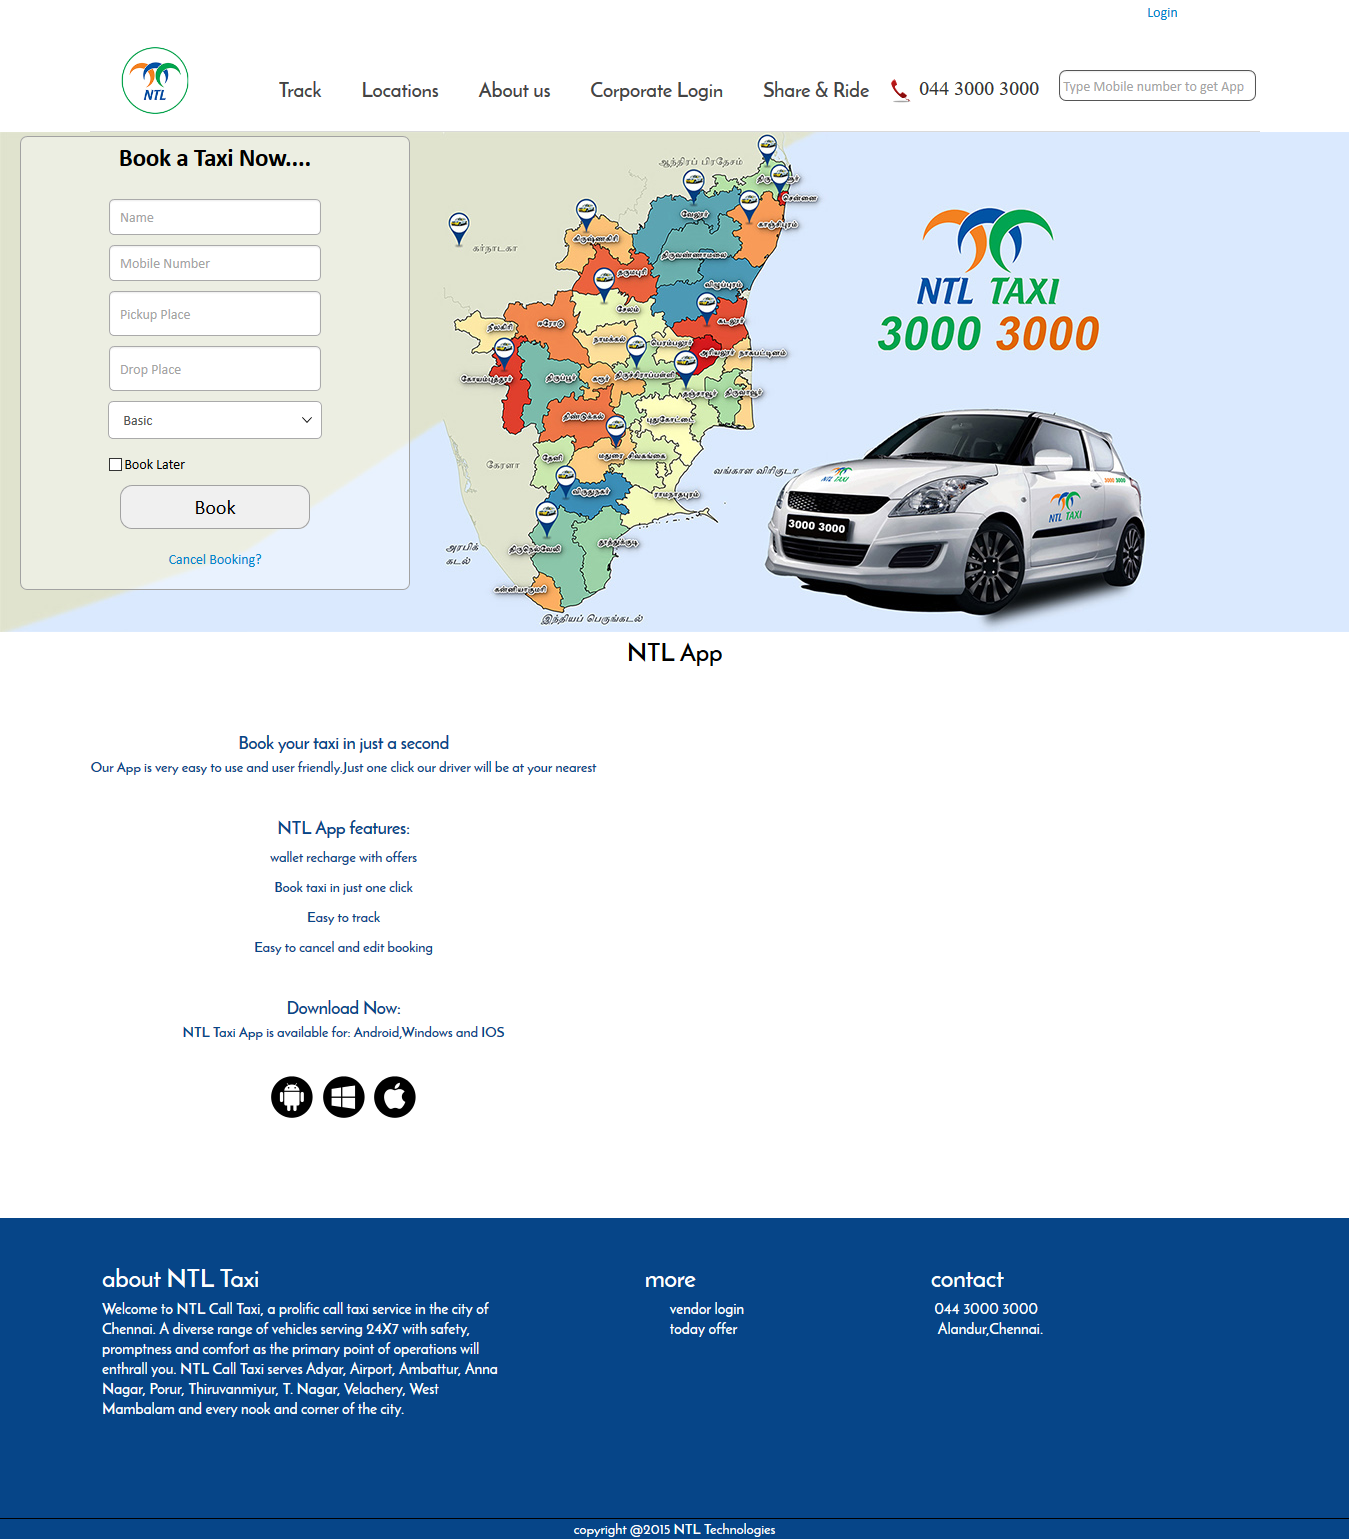 Login
NTL
Track
Locations
About us
Corporate Login
Share & Ride
044 3000 3000
Type Mobile number to get App
Book a Taxi Now....
Name
Mobile Number
Pickup Place
Drop Place
Basic
Book Later
Book
Cancel Booking?
ஆந்திரப் பிரதேசம்
சென்னை
வேலூர்
காஞ்சிபுரம்
கிருஷ்ணகிரி
கர்நாடகா
திருவண்ணாமலை
தருமபுரி
விழுப்புரம்
சேலம்
கடலூர்
நீலகிரி
ஈரோடு
நாமக்கல்
பெரம்பலூர்
அரியலூர்
நாகபட்டினம்
கோயம்புத்தூர்
திருப்பூர்
கரூர்
திருச்சிராப்பள்ளி
தஞ்சாவூர்
திருவாரூர்
திண்டுக்கல்
புதுகோட்டை
கேரளா
தேனி
மதுரை
சிவகங்கை
வங்காள விரிகுடா
விருதுநகர்
ராமநாதபுரம்
அரபிக்
கடல்
திருநெல்வேலி
தூத்துக்குடி
கன்னியாகுமரி
இந்தியப் பெருங்கடல்
NTL TAXI
3000 3000
NTL TAXI
3000 3000
NTL TAXI
3000 3000
NTL App
Book your taxi in just a second
Our App is very easy to use and user friendly.Just one click our driver will be at your nearest
NTL App features:
wallet recharge with offers
Book taxi in just one click
Easy to track
Easy to cancel and edit booking
Download Now:
NTL Taxi App is available for: Android,Windows and IOS
about NTL Taxi
Welcome to NTL Call Taxi, a prolific call taxi service in the city of
Chennai. A diverse range of vehicles serving 24X7 with safety,
promptness and comfort as the primary point of operations will
enthrall you. NTL Call Taxi serves Adyar, Airport, Ambattur, Anna
Nagar, Porur, Thiruvanmiyur, T. Nagar, Velachery, West
Mambalam and every nook and corner of the city.
more
vendor login
today offer
contact
044 3000 3000
Alandur,Chennai.
copyright @2015 NTL Technologies